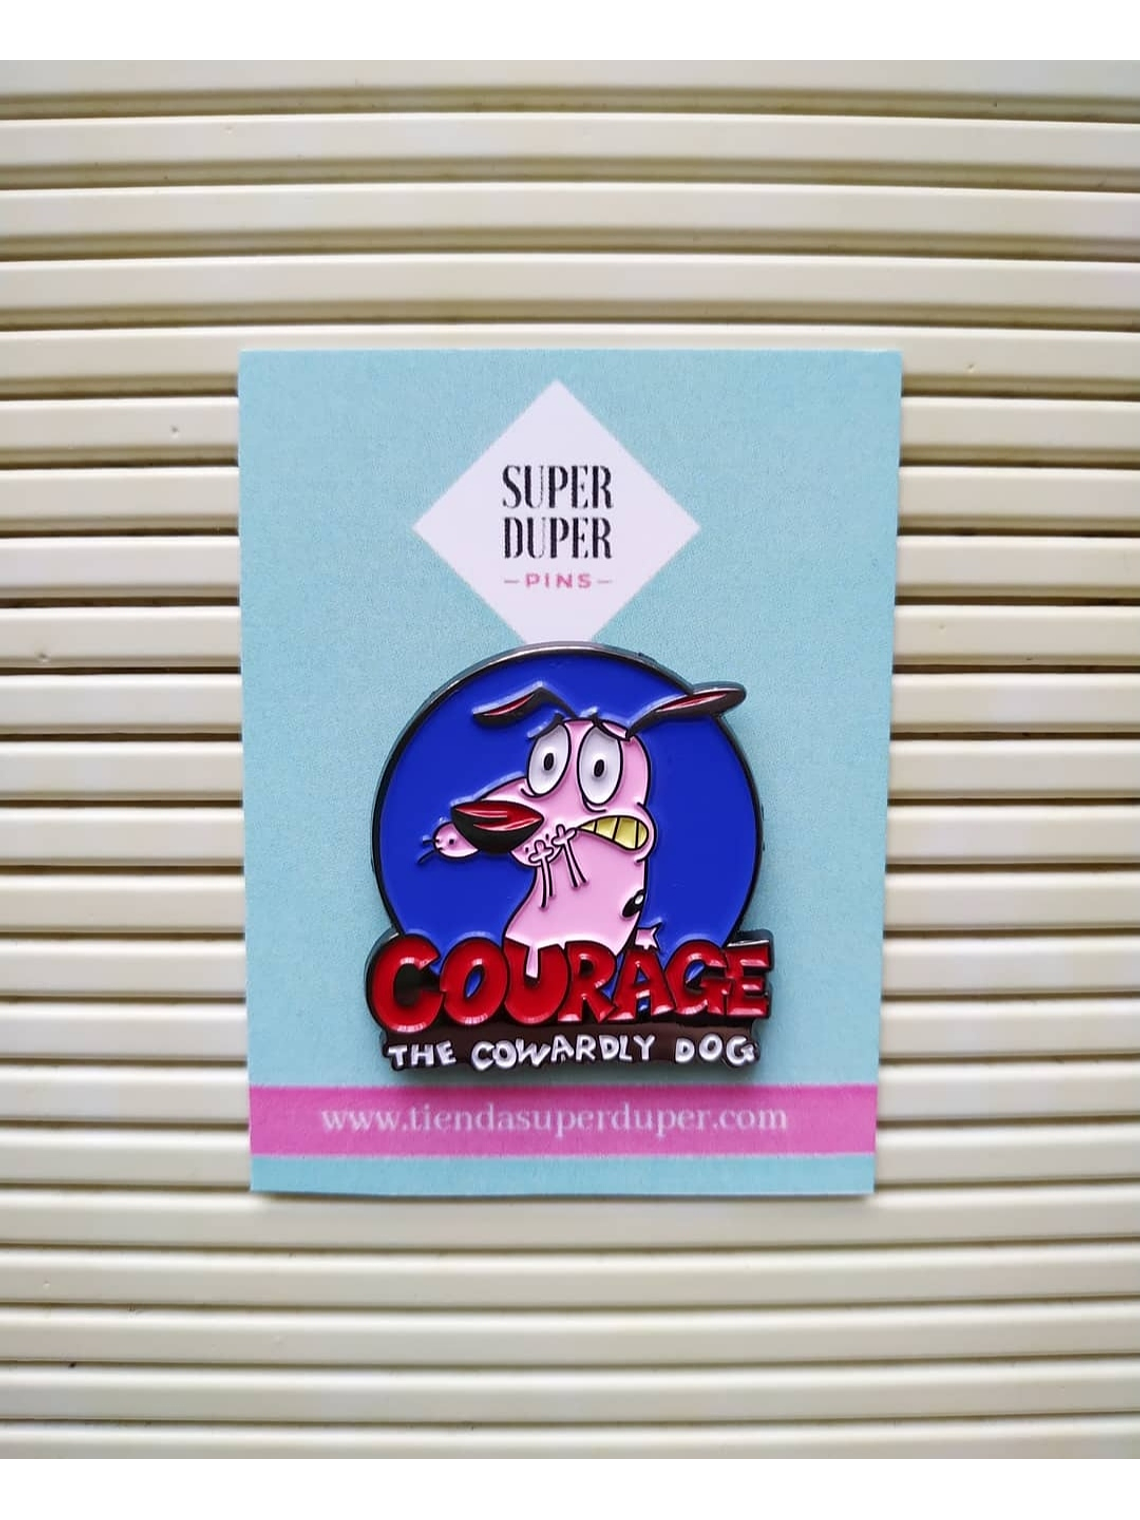 SUPER
DUPER
-PINS-
COURAGE
THE COWARDLY DOG
www.tiendasuperduper.com